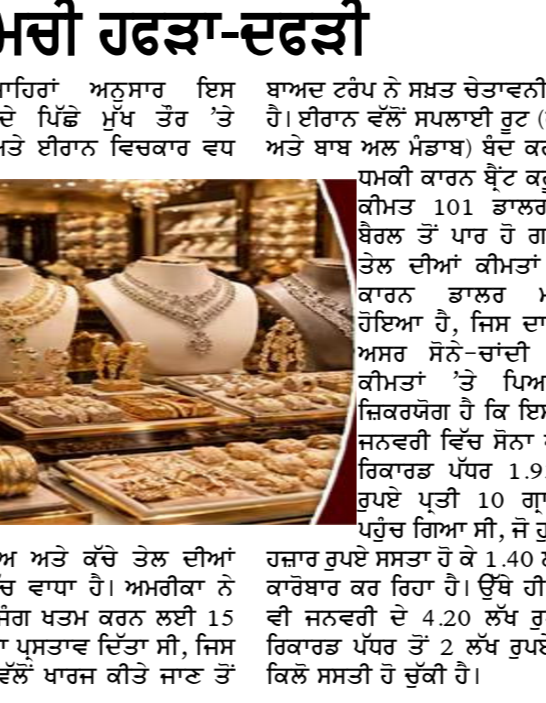 ਮਚੀ ਹਫੜਾ-ਦਫੜੀ
ਮਾਹਿਰਾਂ ਅਨੁਸਾਰ ਇਸ
ਦੇ ਪਿੱਛੇ ਮੁੱਖ ਤੌਰ ’ਤੇ
ਅਤੇ ਈਰਾਨ ਵਿਚਕਾਰ ਵਧ
ਅਤੇ ਕੱਚੇ ਤੇਲ ਦੀਆਂ
ਵਾਧਾ ਹੈ। ਅਮਰੀਕਾ ਨੇ
ਜੰਗ ਖਤਮ ਕਰਨ ਲਈ 15
ਪ੍ਰਸਤਾਵ ਦਿੱਤਾ ਸੀ, ਜਿਸ
ਵੱਲੋਂ ਖਾਰਜ ਕੀਤੇ ਜਾਣ ਤੋਂ
ਬਾਅਦ ਟਰੰਪ ਨੇ ਸਖ਼ਤ ਚੇਤਾਵਨੀ
ਹੈ। ਈਰਾਨ ਵੱਲੋਂ ਸਪਲਾਈ ਰੂਟ
ਅਤੇ ਬਾਬ ਅਲ ਮੰਡਾਬ) ਬੰਦ
ਧਮਕੀ ਕਾਰਨ ਬ੍ਰੈਂਟ
ਕੀਮਤ 101 ਡਾਲਰ
ਬੈਰਲ ਤੋਂ ਪਾਰ ਹੋ
ਤੇਲ ਦੀਆਂ ਕੀਮਤਾਂ
ਕਾਰਨ ਡਾਲਰ
ਹੋਇਆ ਹੈ, ਜਿਸ ਦਾ
ਅਸਰ ਸੋਨੇ-ਚਾਂਦੀ
ਕੀਮਤਾਂ ’ਤੇ
ਜ਼ਿਕਰਯੋਗ ਹੈ ਕਿ
ਜਨਵਰੀ ਵਿੱਚ ਸੋਨਾ
ਰਿਕਾਰਡ ਪੱਧਰ
ਰੁਪਏ ਪ੍ਰਤੀ 10
ਪਹੁੰਚ ਗਿਆ ਸੀ, ਜੋ
ਹਜ਼ਾਰ ਰੁਪਏ ਸਸਤਾ ਹੋ ਕੇ 1.40
ਕਾਰੋਬਾਰ ਕਰ ਰਿਹਾ ਹੈ। ਉੱਥੇ ਹੀ
ਵੀ ਜਨਵਰੀ ਦੇ 4.20 ਲੱਖ
ਰਿਕਾਰਡ ਪੱਧਰ ਤੋਂ 2 ਲੱਖ ਰੁਪਏ
ਕਿਲੋ ਸਸਤੀ ਹੋ ਚੁੱਕੀ ਹੈ।